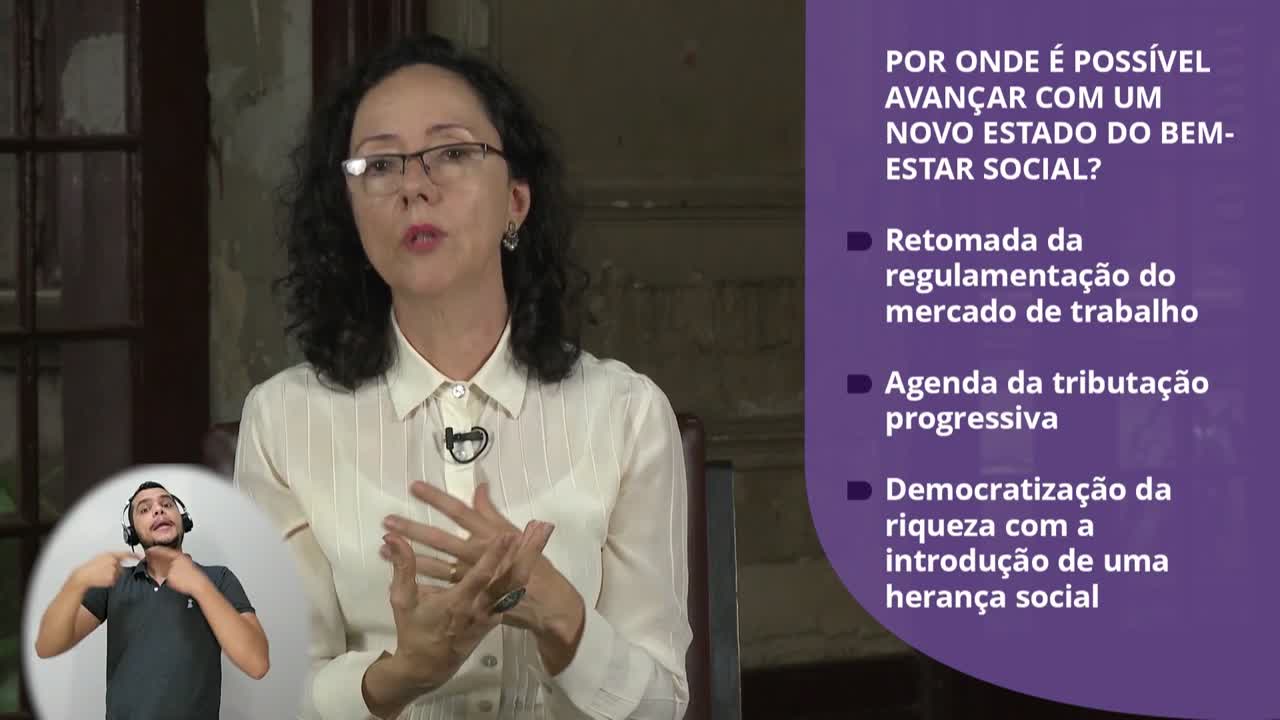 POR ONDE É POSSÍVEL
AVANÇAR COM UM
NOVO ESTADO DO BEM-
ESTAR SOCIAL?
Retomada da
regulamentação do
mercado de trabalho
Agenda da tributação
progressiva
Democratização da
riqueza com a
introdução de uma
herança social